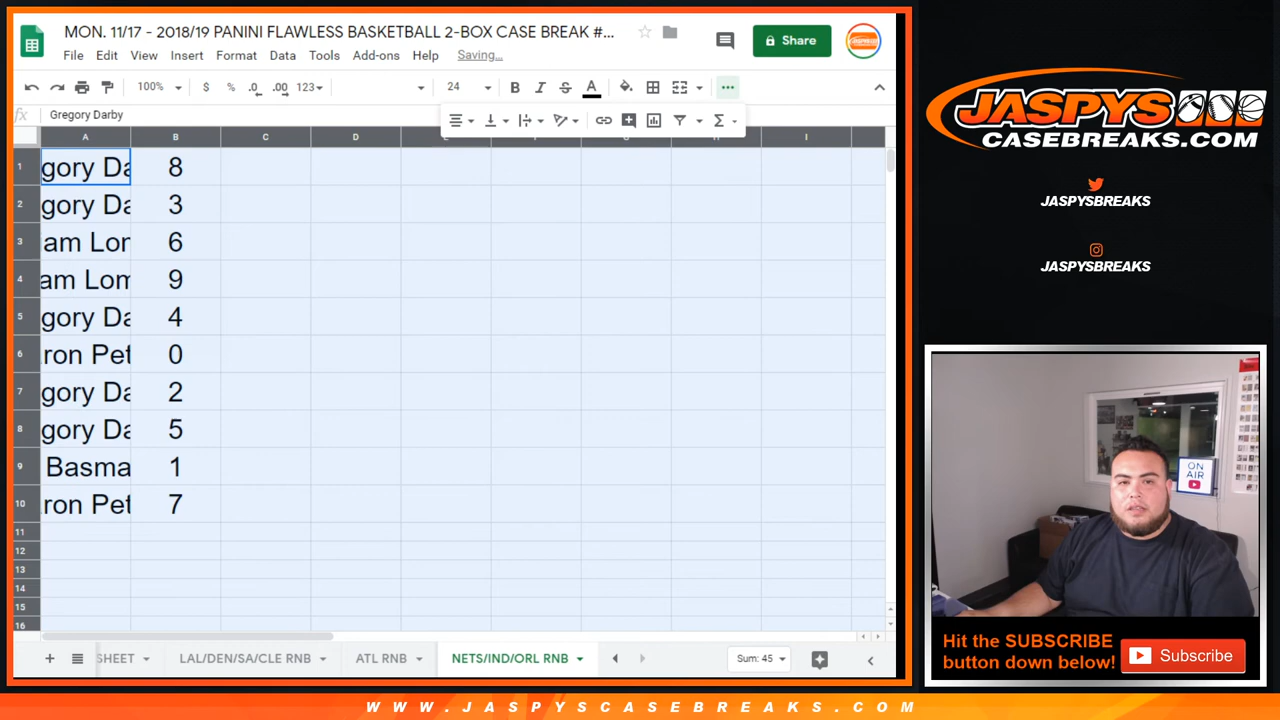 MON. 11/17 - 2018/19 PANINI FLAWLESS BASKETBALL 2-BOX CASE BREAK #...
File Edit View Insert Format Data Tools Add-ons Help Saving...
Share
100% $ % .0 .00 123 24 B I S A
fx Gregory Darby
A B C D I
1 gory Da 8
2 gory Da 3
3 am Lor 6
4 am Lom 9
5 gory Da 4
6 ron Pet 0
7 gory Da 2
8 gory Da 5
9 Basma 1
10 ron Pet 7
11
12
13
14
15
16
SHEET LAL/DEN/SA/CLE RNB ATL RNB NETS/IND/ORL RNB Sum: 45
JASPYS
CASEBREAKS.COM
JASPYSBREAKS
JASPYSBREAKS
ON
AIR
Hit the SUBSCRIBE
button down below!
Subscribe
WWW.JASPYSCASEBREAKS.COM